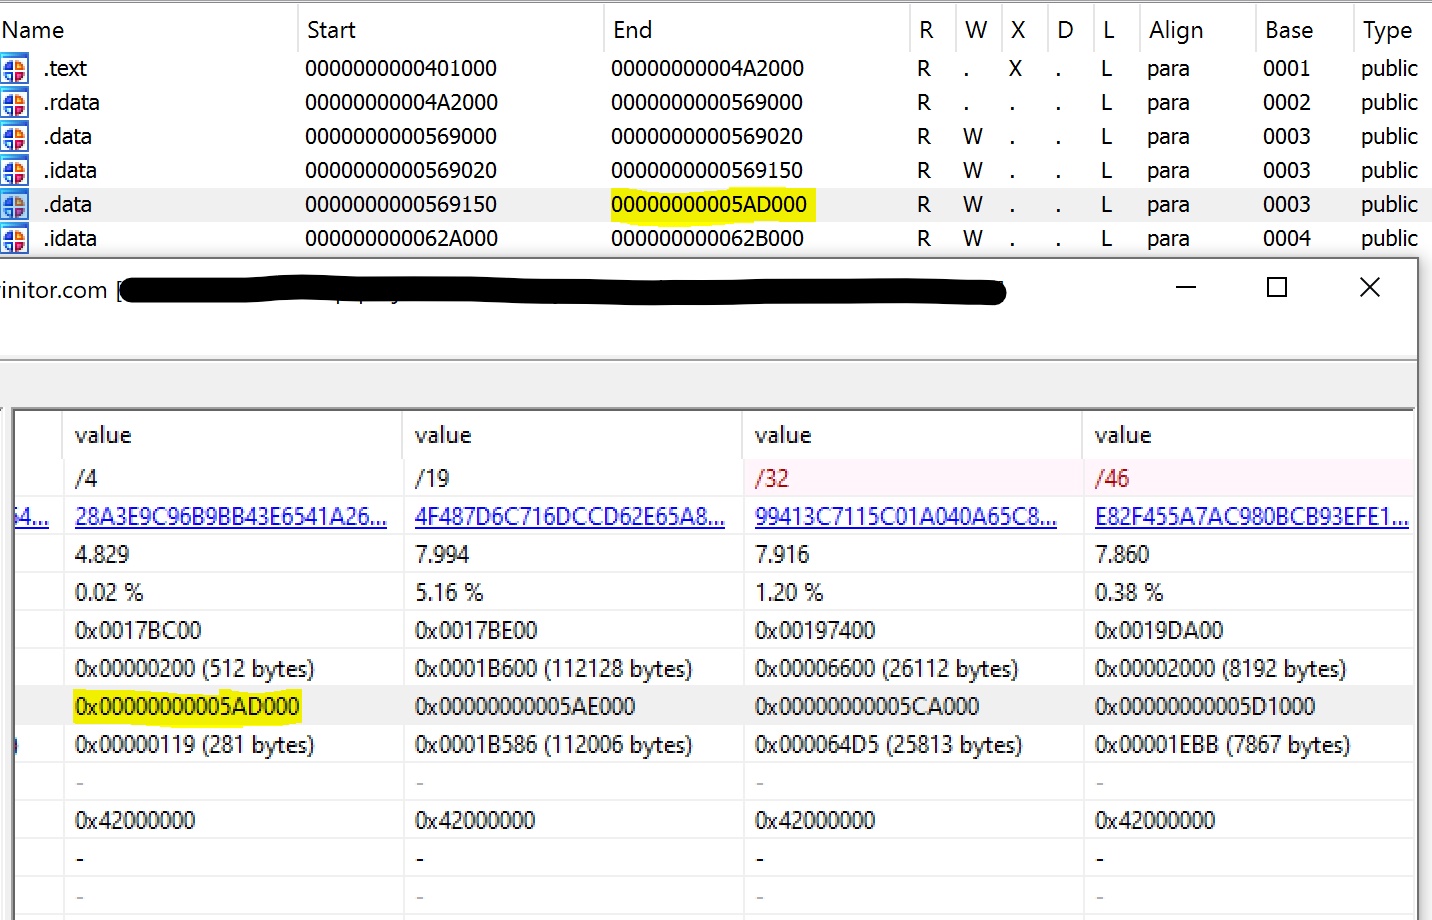 Name Start End R W X D L Align Base Type
.text 0000000000401000 00000000004A2000 R . X . L para 0001 public
.rdata 00000000004A2000 0000000000569000 R . . . L para 0002 public
.data 0000000000569000 0000000000569020 R W . . L para 0003 public
.idata 0000000000569020 0000000000569150 R W . . L para 0003 public
.data 0000000000569150 00000000005AD000 R W . . L para 0003 public
.idata 000000000062A000 000000000062B000 R W . . L para 0004 public
initor.com [
value value value value
/4 /19 /32 /46
54... 28A3E9C96B9BB43E6541A26... 4F487D6C716DCCD62E65A8... 99413C7115C01A040A65C8... E82F455A7AC980BCB93EFE1...
4.829 7.994 7.916 7.860
0.02 % 5.16 % 1.20 % 0.38 %
0x0017BC00 0x0017BE00 0x00197400 0x0019DA00
0x00000200 (512 bytes) 0x0001B600 (112128 bytes) 0x00006600 (26112 bytes) 0x00002000 (8192 bytes)
0x00000000005AD000 0x00000000005AE000 0x00000000005CA000 0x00000000005D1000
) 0x00000119 (281 bytes) 0x0001B586 (112006 bytes) 0x000064D5 (25813 bytes) 0x00001EBB (7867 bytes)
- - - -
0x42000000 0x42000000 0x42000000 0x42000000
- - - -
- - - -